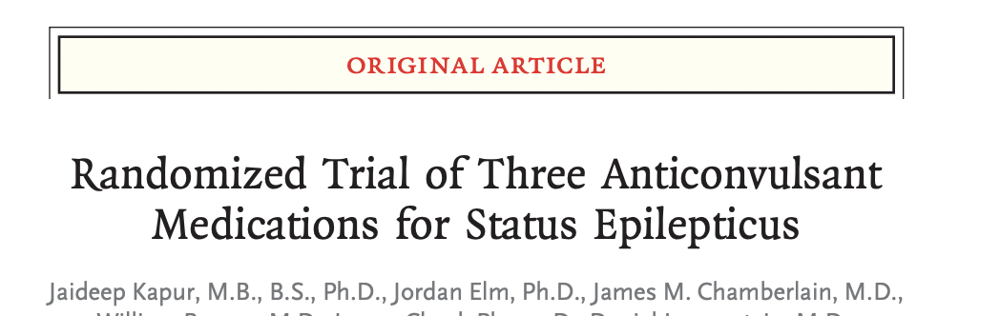 ORIGINAL ARTICLE
Randomized Trial of Three Anticonvulsant
Medications for Status Epilepticus
Jaideep Kapur, M.B., B.S., Ph.D., Jordan Elm, Ph.D., James M. Chamberlain, M.D.,